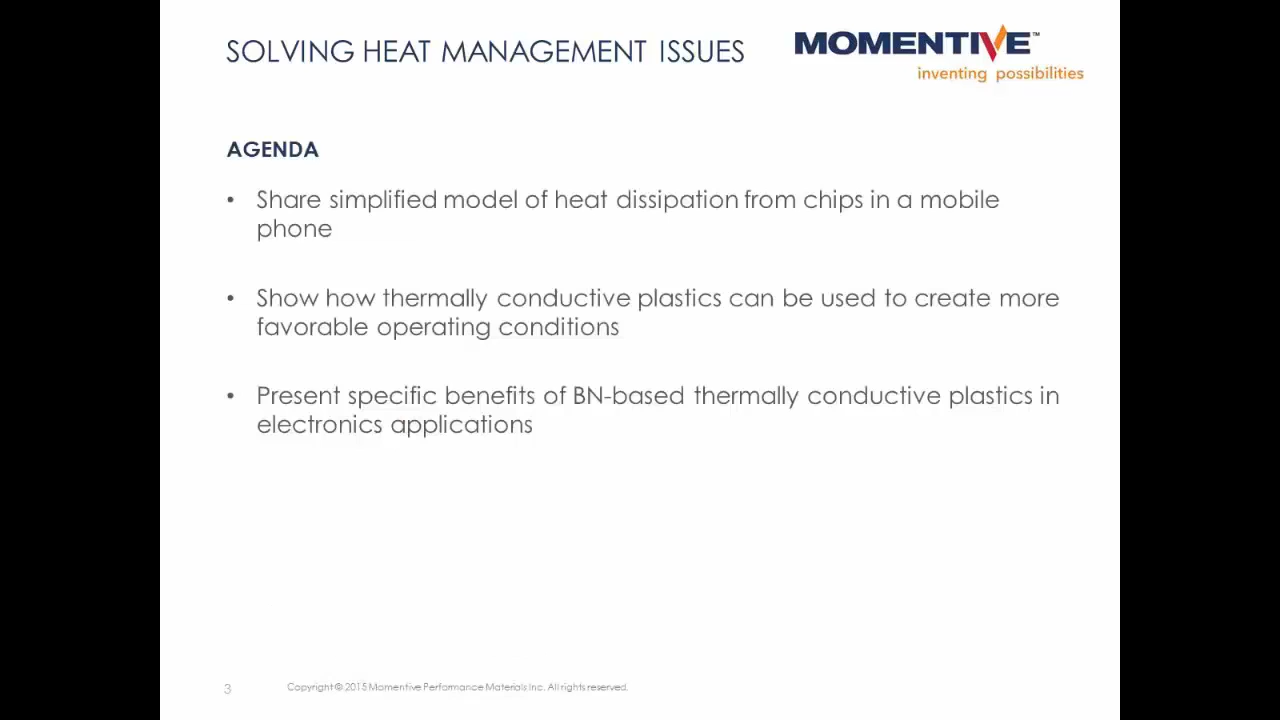 SOLVING HEAT MANAGEMENT ISSUES
MOMENTIVE™
inventing possibilities
AGENDA
• Share simplified model of heat dissipation from chips in a mobile
phone
• Show how thermally conductive plastics can be used to create more
favorable operating conditions
• Present specific benefits of BN-based thermally conductive plastics in
electronics applications
3
Copyright © 2015 Momentive Performance Materials Inc. All rights reserved.